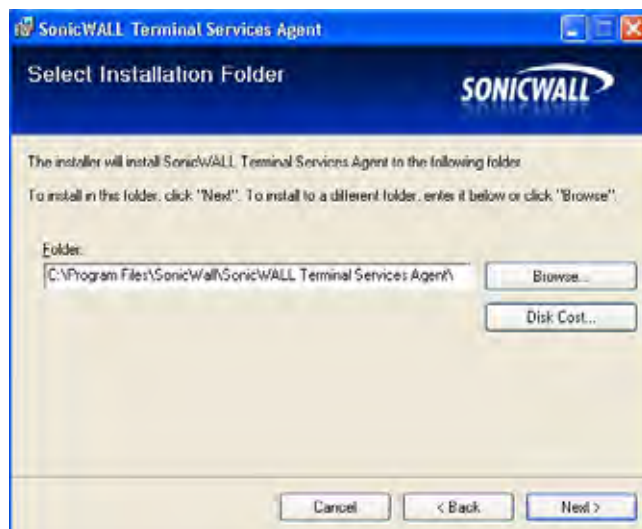 SonicWALL Terminal Services Agent
Select Installation Folder
SONICWALL
The installer will install SonicWALL Terminal Services Agent to the following folder.
To install in this folder, click "Next". To install to a different folder, enter it below or click "Browse".
Folder:
C:\Program Files\SonicWall\SonicWALL Terminal Services Agent\
Browse...
Disk Cost...
Cancel
< Back
Next >